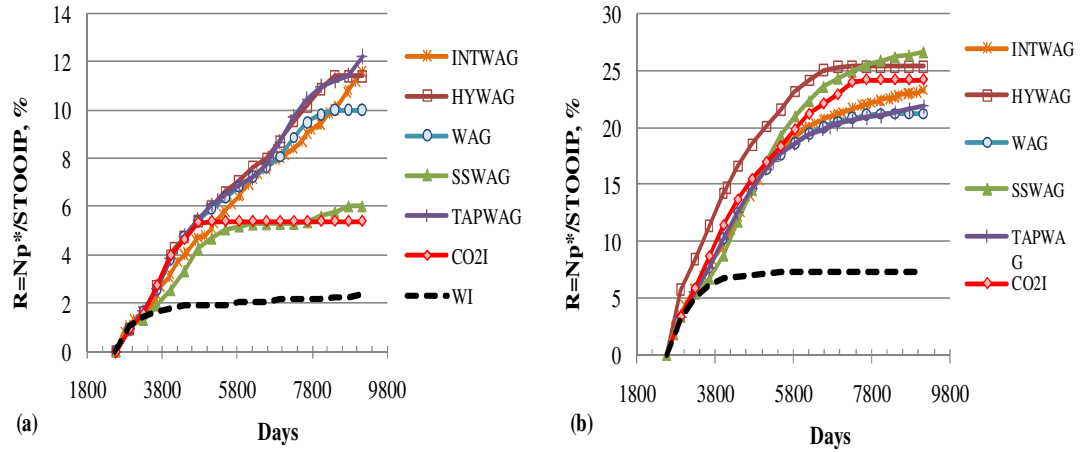 R=Np*/STOOIP, %
14
12
10
8
6
4
2
0
1800 3800 5800 7800 9800
Days
(a)
INTWAG
HYWAG
WAG
SSWAG
TAPWAG
CO2I
WI
R=Np*/STOOIP, %
30
25
20
15
10
5
0
1800 3800 5800 7800 9800
Days
(b)
INTWAG
HYWAG
WAG
SSWAG
TAPWA
G
CO2I